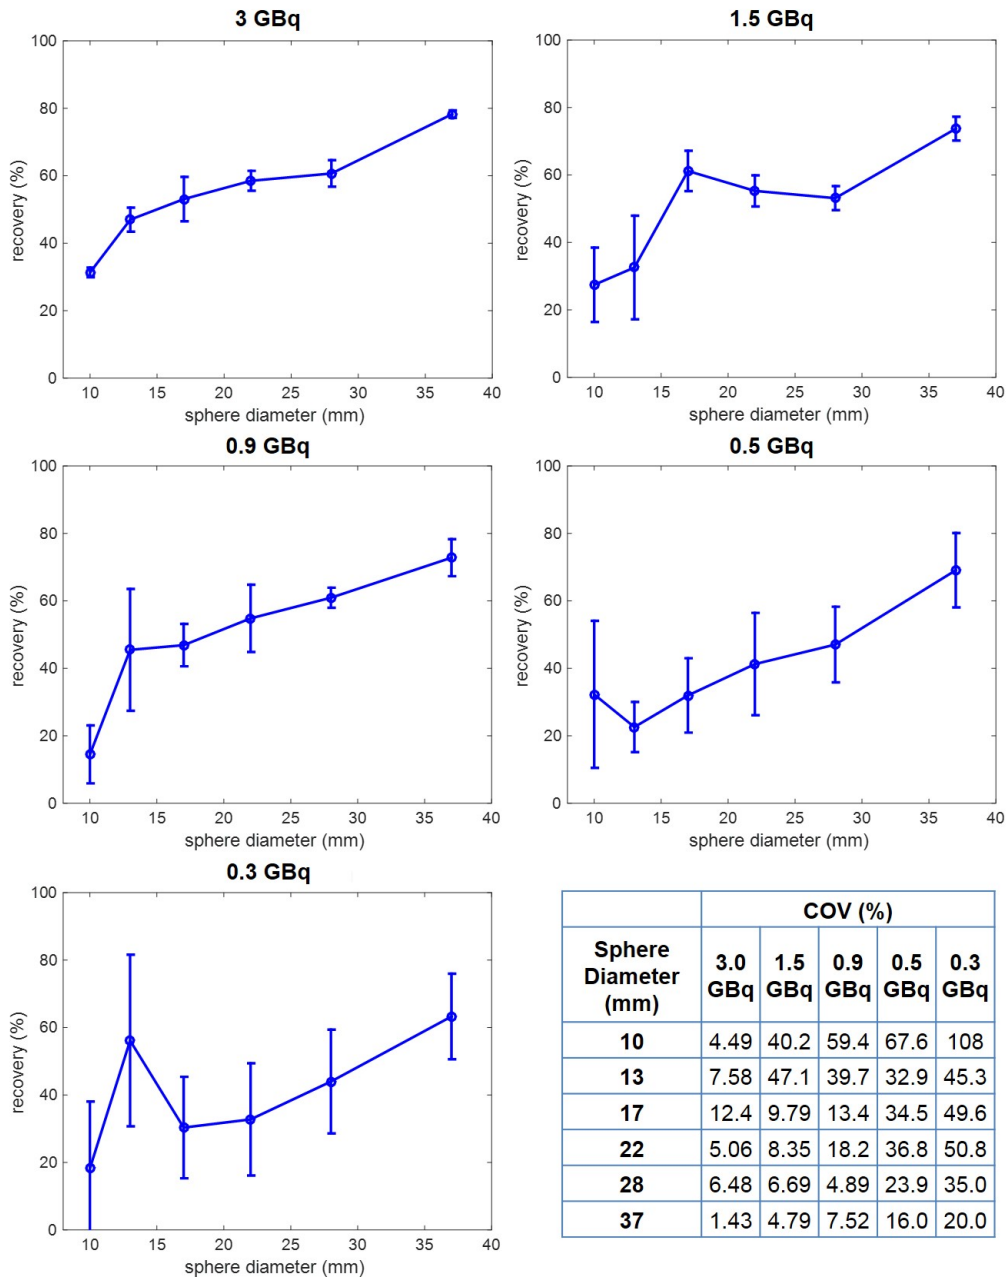 3 GBq
100
80
60
40
20
0
recovery (%)
10 15 20 25 30 35 40
sphere diameter (mm)
1.5 GBq
100
80
60
40
20
0
recovery (%)
10 15 20 25 30 35 40
sphere diameter (mm)
0.9 GBq
100
80
60
40
20
0
recovery (%)
10 15 20 25 30 35 40
sphere diameter (mm)
0.5 GBq
100
80
60
40
20
0
recovery (%)
10 15 20 25 30 35 40
sphere diameter (mm)
0.3 GBq
100
80
60
40
20
0
recovery (%)
10 15 20 25 30 35 40
sphere diameter (mm)
COV (%)
Sphere
Diameter
(mm)
3.0 1.5 0.9 0.5 0.3
GBq GBq GBq GBq GBq
10 4.49 40.2 59.4 67.6 108
13 7.58 47.1 39.7 32.9 45.3
17 12.4 9.79 13.4 34.5 49.6
22 5.06 8.35 18.2 36.8 50.8
28 6.48 6.69 4.89 23.9 35.0
37 1.43 4.79 7.52 16.0 20.0